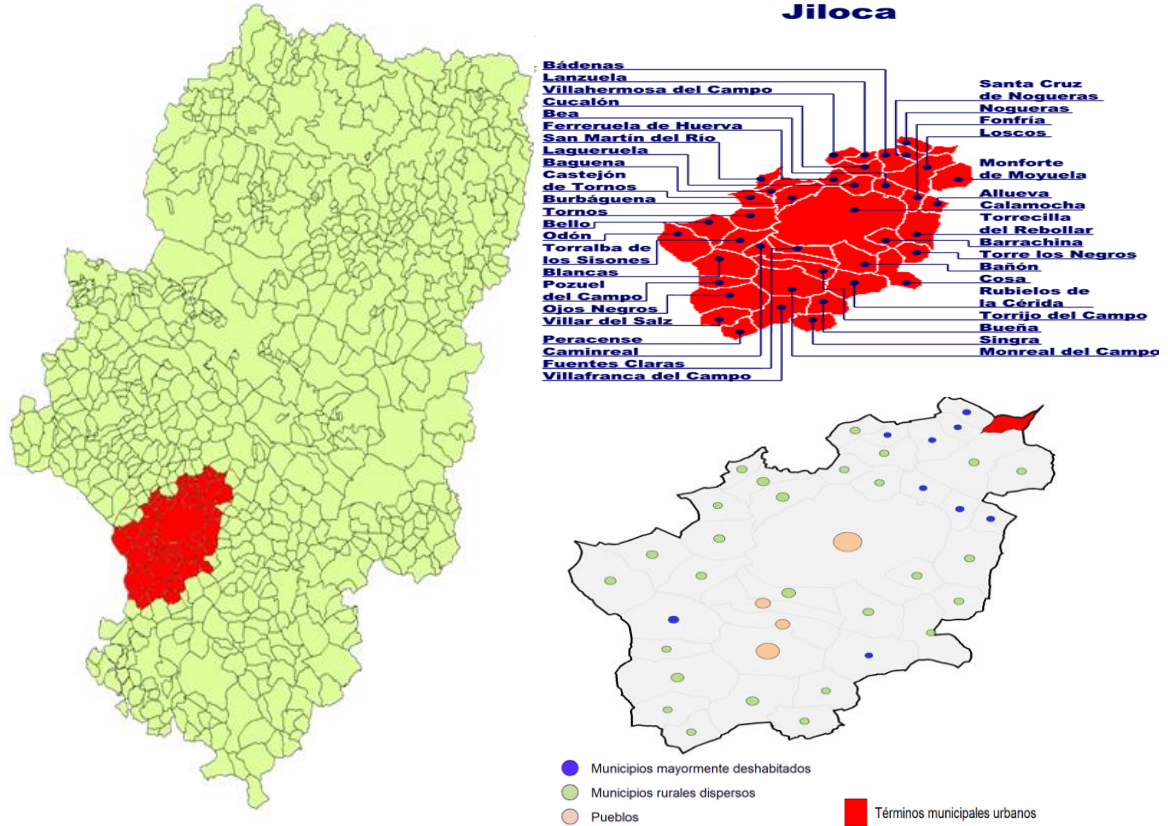 Jiloca
Bádenas
Lanzuela
Villahermosa del Campo
Cucalón
Bea
Ferreruela de Huerva
San Martín del Río
Lagueruela
Baguena
Castejón
de Tornos
Burbáguena
Tornos
Bello
Odón
Torralba de
los Sisones
Blancas
Pozuel
del Campo
Ojos Negros
Villar del Salz
Peracense
Caminreal
Fuentes Claras
Villafranca del Campo
Santa Cruz
de Nogueras
Nogueras
Fonfría
Loscos
Monforte
de Moyuela
Allueva
Calamocha
Torrecilla
del Rebollar
Barrachina
Torre los Negros
Bañón
Cosa
Rubielos de
la Cérida
Torrijo del Campo
Bueña
Singra
Monreal del Campo
Municipios mayormente deshabitados
Municipios rurales dispersos
Pueblos
Términos municipales urbanos